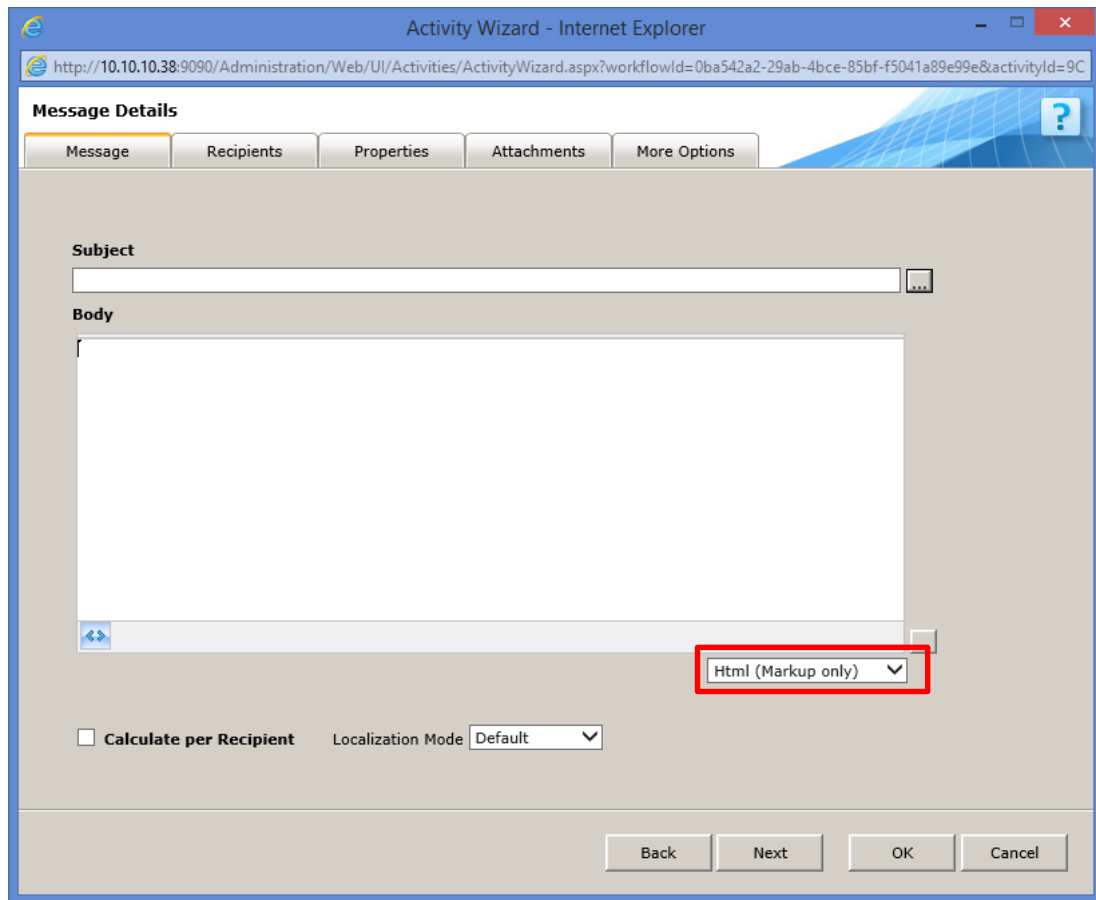 Activity Wizard - Internet Explorer
http://10.10.10.38:9090/Administration/Web/UI/Activities/ActivityWizard.aspx?workflowId=0ba542a2-29ab-4bce-85bf-f5041a89e99e&activityId=9C
Message Details
?
Message Recipients Properties Attachments More Options
Subject
...
Body
Html (Markup only)
Calculate per Recipient Localization Mode Default
Back Next OK Cancel